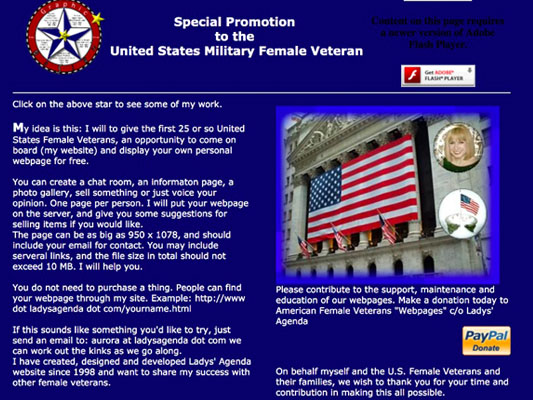 Graphic
Special Promotion
to the
United States Military Female Veteran
Content on this page requires
a newer version of Adobe
Flash Player.
Get ADOBE®
FLASH® PLAYER
Click on the above star to see some of my work.
My idea is this: I will to give the first 25 or so United
States Female Veterans, an opportunity to come on
board (my website) and display your own personal
webpage for free.
You can create a chat room, an informaton page, a
photo gallery, sell something or just voice your
opinion. One page per person. I will put your webpage
on the server, and give you some suggestions for
selling items if you would like.
The page can be as big as 950 x 1078, and should
include your email for contact. You may include
serveral links, and the file size in total should not
exceed 10 MB. I will help you.
You do not need to purchase a thing. People can find
your webpage through my site. Example: http://www
dot ladysagenda dot com/yourname.html
If this sounds like something you'd like to try, just
send an email to: aurora at ladysagenda dot com we
can work out the kinks as we go along.
I have created, designed and developed Ladys' Agenda
website since 1998 and want to share my success with
other female veterans.
Please contribute to the support, maintenance and
education of our webpages. Make a donation today to
American Female Veterans "Webpages" c/o Ladys'
Agenda
PayPal
Donate
On behalf myself and the U.S. Female Veterans and
their families, we wish to thank you for your time and
contribution in making this all possible.